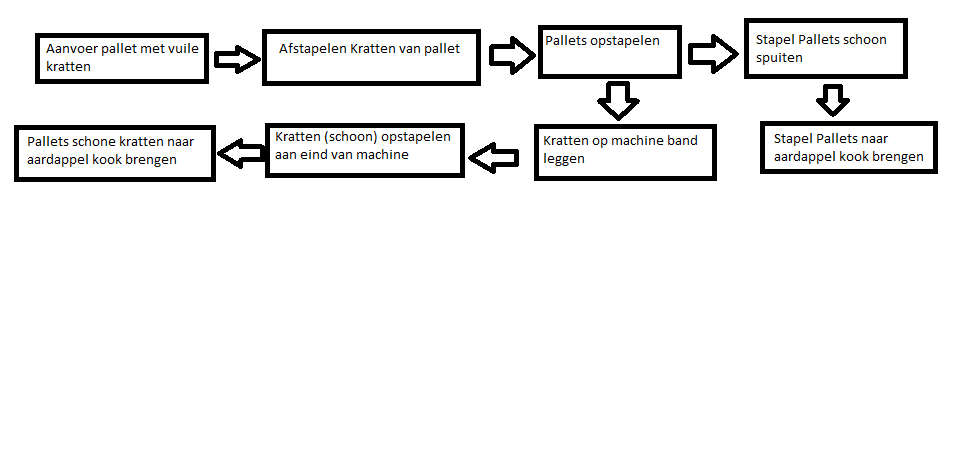 Aanvoer pallet met vuile
kratten
Afstapelen Kratten van pallet
Pallets opstapelen
Stapel Pallets schoon
spuiten
Pallets schone kratten naar
aardappel kook brengen
Kratten (schoon) opstapelen
aan eind van machine
Kratten op machine band
leggen
Stapel Pallets naar
aardappel kook brengen